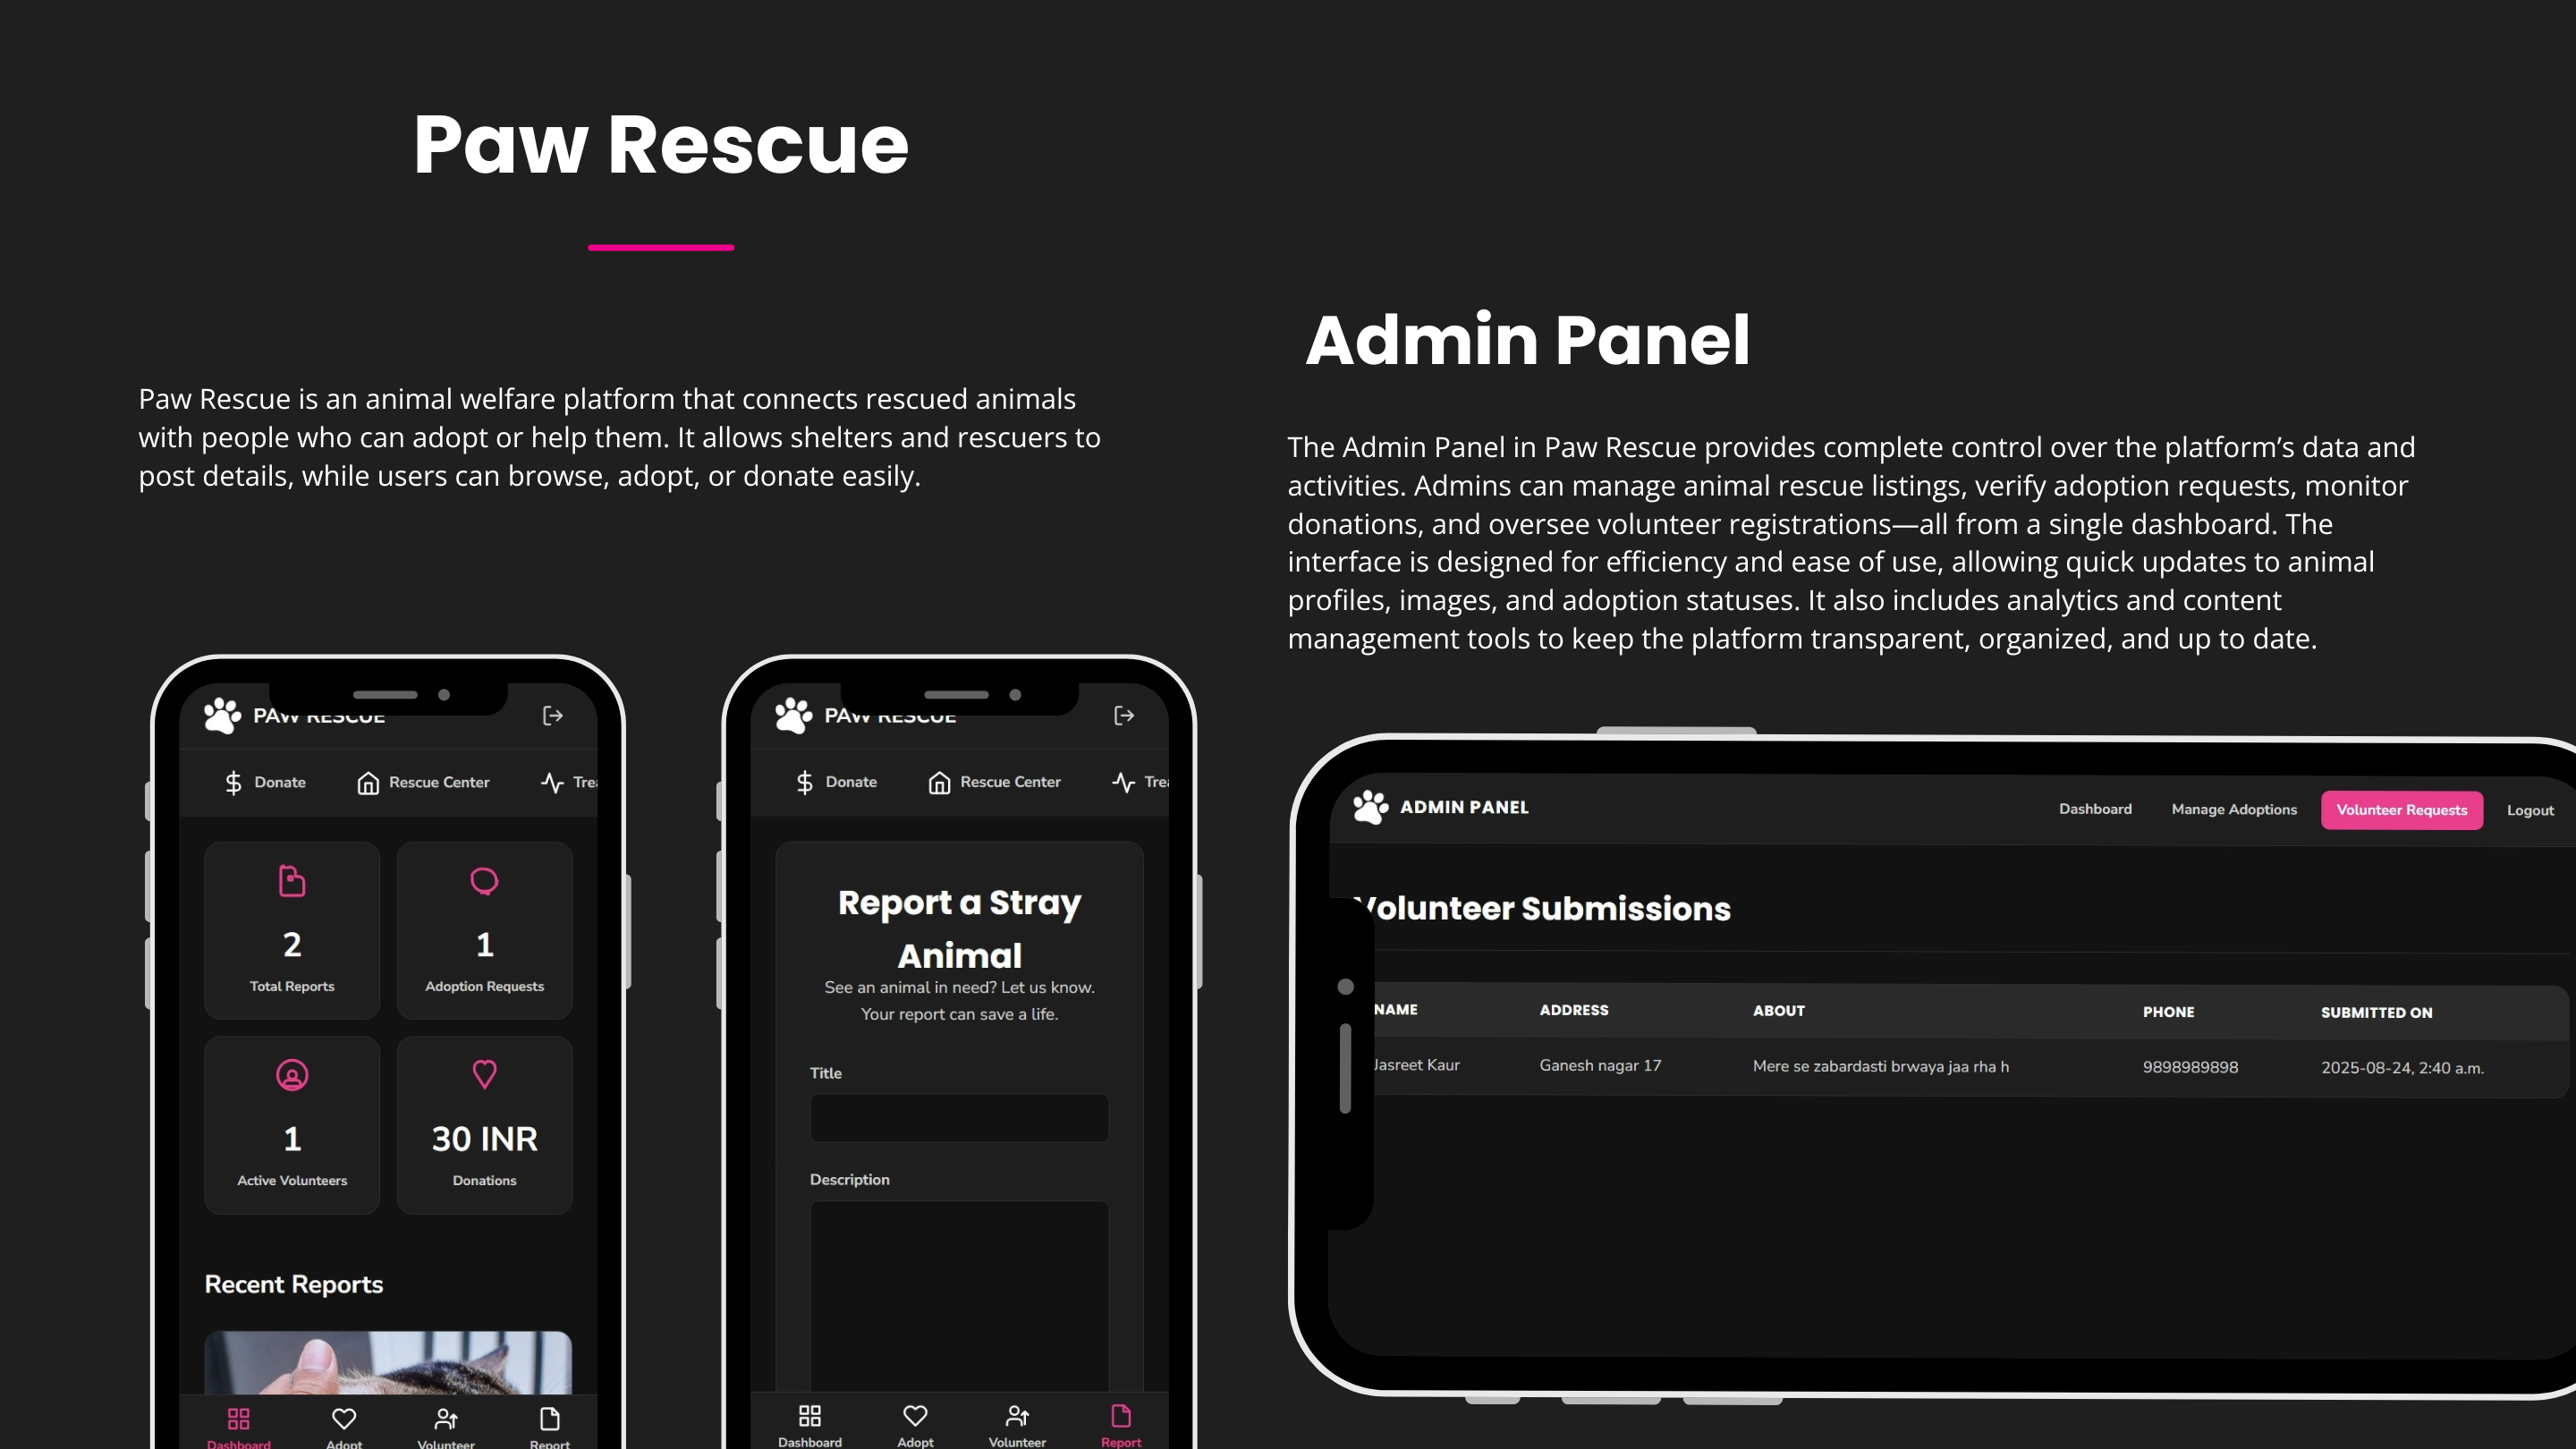 Paw Rescue
Paw Rescue is an animal welfare platform that connects rescued animals
with people who can adopt or help them. It allows shelters and rescuers to
post details, while users can browse, adopt, or donate easily.
PAW RESCUE
Donate Rescue Center
2
Total Reports
1
Adoption Requests
1
Active Volunteers
30 INR
Donations
Recent Reports
Dashboard Adopt Volunteer Report
PAW RESCUE
Donate Rescue Center
Report a Stray
Animal
See an animal in need? Let us know.
Your report can save a life.
Title
Description
Dashboard Adopt Volunteer Report
Admin Panel
The Admin Panel in Paw Rescue provides complete control over the platform’s data and
activities. Admins can manage animal rescue listings, verify adoption requests, monitor
donations, and oversee volunteer registrations—all from a single dashboard. The
interface is designed for efficiency and ease of use, allowing quick updates to animal
profiles, images, and adoption statuses. It also includes analytics and content
management tools to keep the platform transparent, organized, and up to date.
ADMIN PANEL Dashboard Manage Adoptions Volunteer Requests Logout
Volunteer Submissions
NAME ADDRESS ABOUT PHONE SUBMITTED ON
Jasreet Kaur Ganesh nagar 17 Mere se zabardasti brwaya jaa rha h 9898989898 2025-08-24, 2:40 a.m.